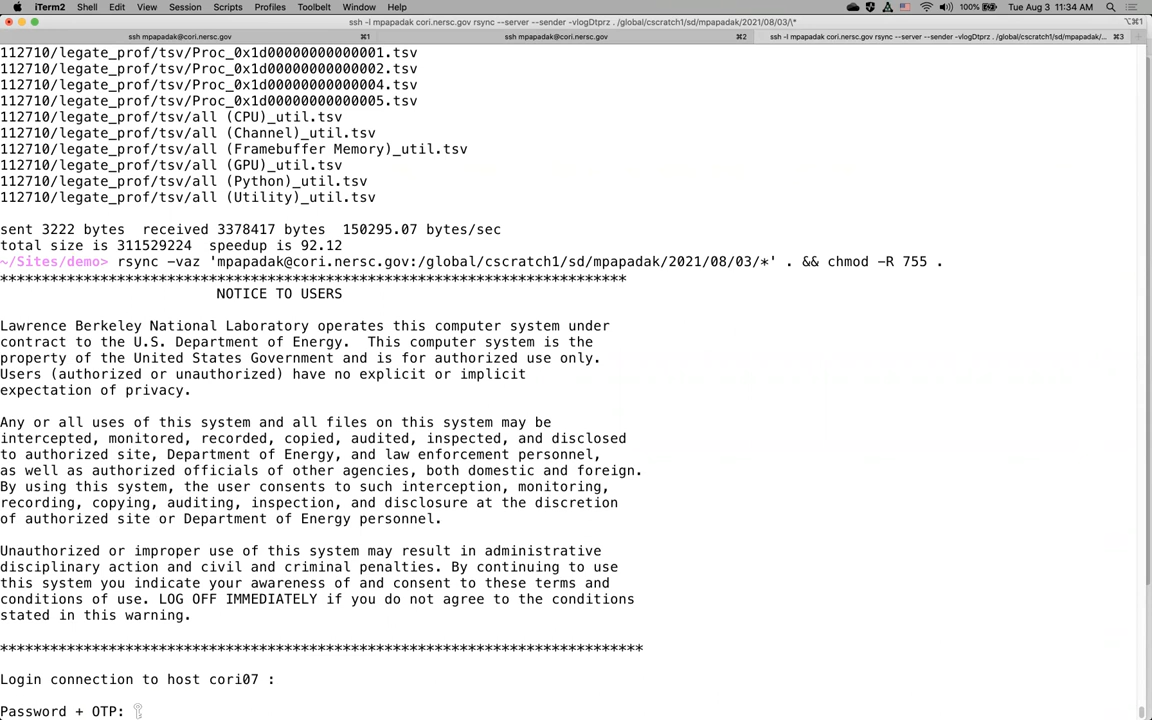 iTerm2 Shell Edit View Session Scripts Profiles Toolbelt Window Help 100% Tue Aug 3 11:34 AM
ssh -l mpapadak cori.nersc.gov rsync --server --sender -vlogDtprz . /global/cscratch1/sd/mpapadak/2021/08/03/\* ⌥⌘1
ssh mpapadak@cori.nersc.gov ⌘1 ssh mpapadak@cori.nersc.gov ⌘2 ssh -l mpapadak cori.nersc.gov rsync --server --sender -vlogDtprz . /global/cscratch1/sd/mpapadak/... ⌘3
112710/legate_prof/tsv/Proc_0x1d00000000000001.tsv
112710/legate_prof/tsv/Proc_0x1d00000000000002.tsv
112710/legate_prof/tsv/Proc_0x1d00000000000004.tsv
112710/legate_prof/tsv/Proc_0x1d00000000000005.tsv
112710/legate_prof/tsv/all (CPU)_util.tsv
112710/legate_prof/tsv/all (Channel)_util.tsv
112710/legate_prof/tsv/all (Framebuffer Memory)_util.tsv
112710/legate_prof/tsv/all (GPU)_util.tsv
112710/legate_prof/tsv/all (Python)_util.tsv
112710/legate_prof/tsv/all (Utility)_util.tsv
sent 3222 bytes  received 3378417 bytes  150295.07 bytes/sec
total size is 311529224  speedup is 92.12
~/Sites/demo> rsync -vaz 'mpapadak@cori.nersc.gov:/global/cscratch1/sd/mpapadak/2021/08/03/*' . && chmod -R 755 .
***************************************************************************
NOTICE TO USERS
Lawrence Berkeley National Laboratory operates this computer system under
contract to the U.S. Department of Energy.  This computer system is the
property of the United States Government and is for authorized use only.
Users (authorized or unauthorized) have no explicit or implicit
expectation of privacy.
Any or all uses of this system and all files on this system may be
intercepted, monitored, recorded, copied, audited, inspected, and disclosed
to authorized site, Department of Energy, and law enforcement personnel,
as well as authorized officials of other agencies, both domestic and foreign.
By using this system, the user consents to such interception, monitoring,
recording, copying, auditing, inspection, and disclosure at the discretion
of authorized site or Department of Energy personnel.
Unauthorized or improper use of this system may result in administrative
disciplinary action and civil and criminal penalties. By continuing to use
this system you indicate your awareness of and consent to these terms and
conditions of use. LOG OFF IMMEDIATELY if you do not agree to the conditions
stated in this warning.
*****************************************************************************
Login connection to host cori07 :
Password + OTP: